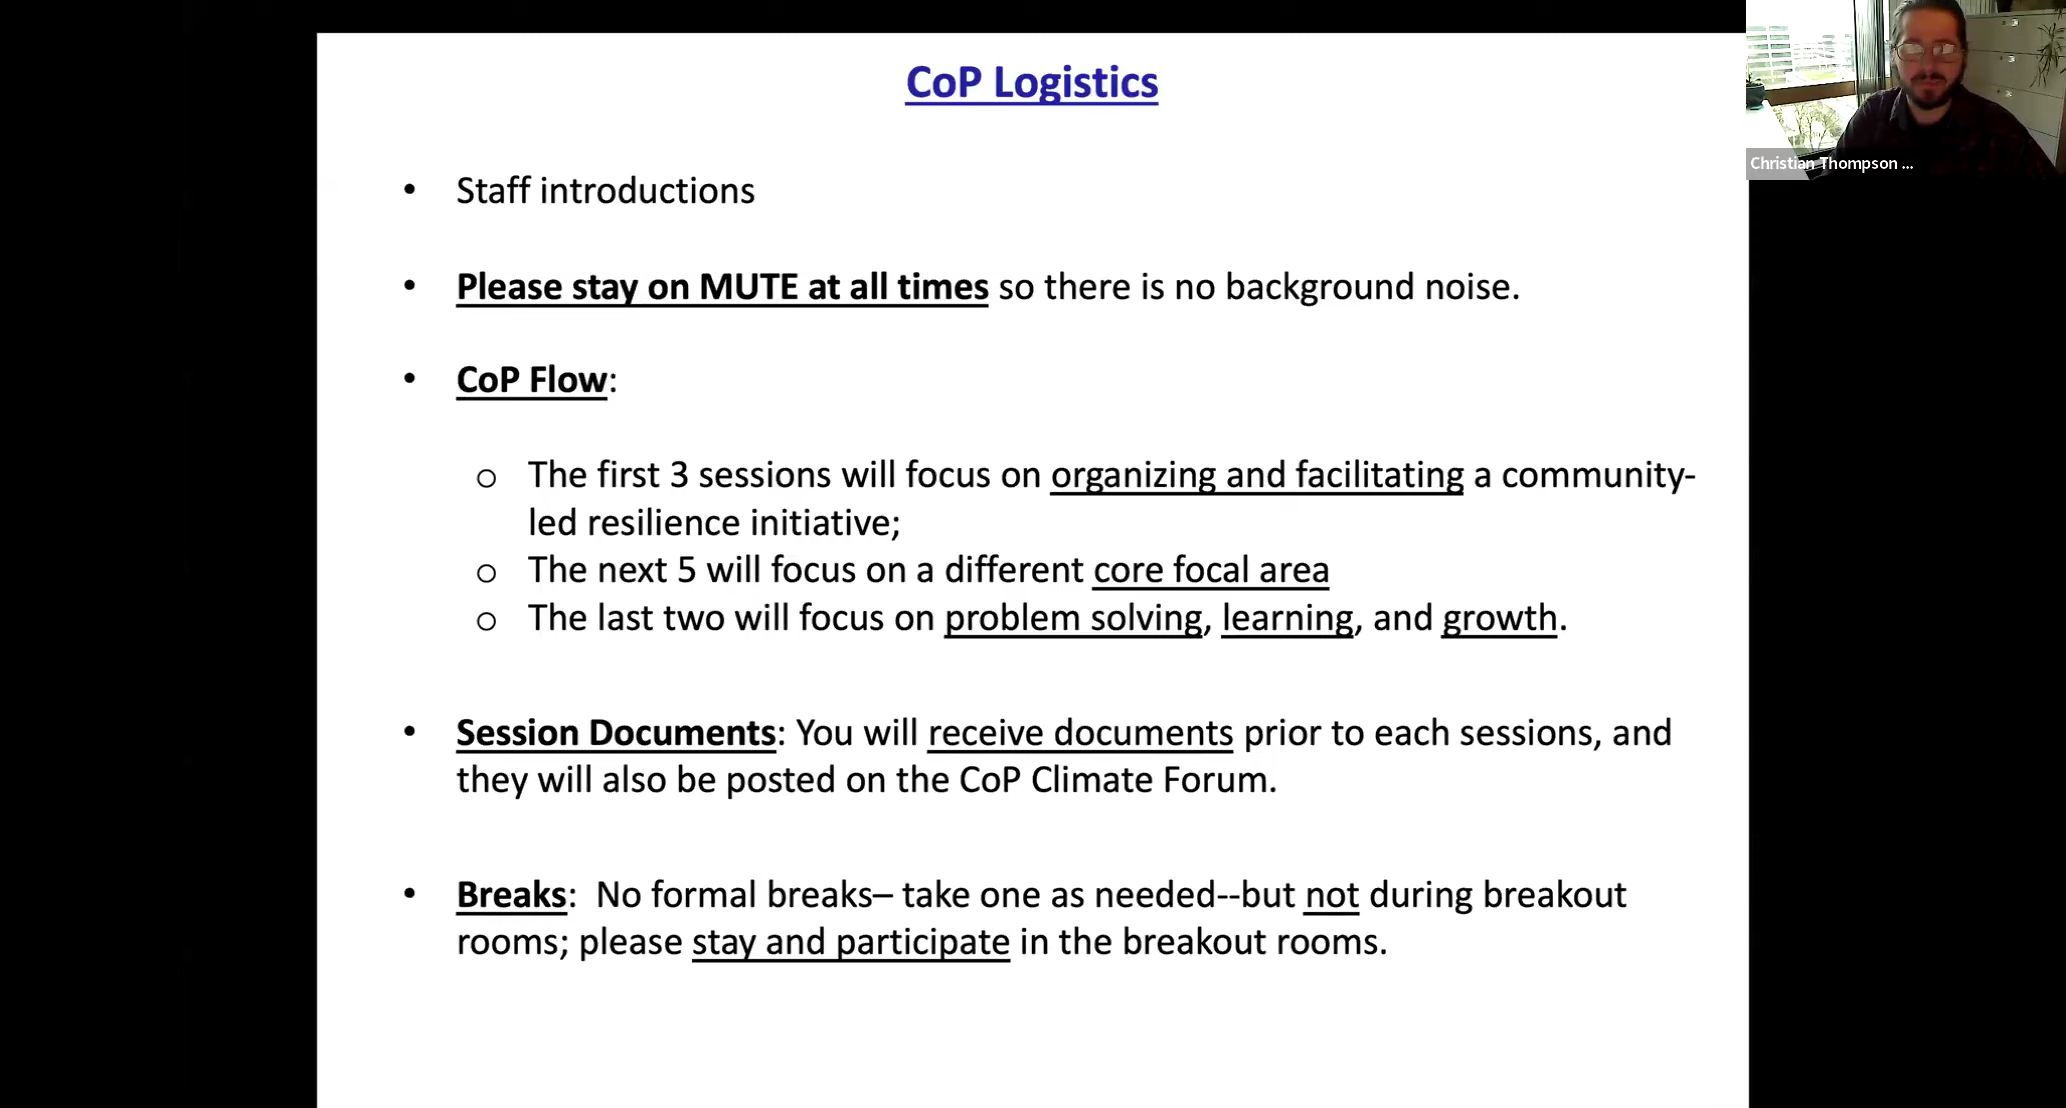 CoP Logistics
Christian Thompson ...
• Staff introductions
• Please stay on MUTE at all times so there is no background noise.
• CoP Flow:
o The first 3 sessions will focus on organizing and facilitating a community-
led resilience initiative;
o The next 5 will focus on a different core focal area
o The last two will focus on problem solving, learning, and growth.
• Session Documents: You will receive documents prior to each sessions, and
they will also be posted on the CoP Climate Forum.
• Breaks:  No formal breaks– take one as needed--but not during breakout
rooms; please stay and participate in the breakout rooms.